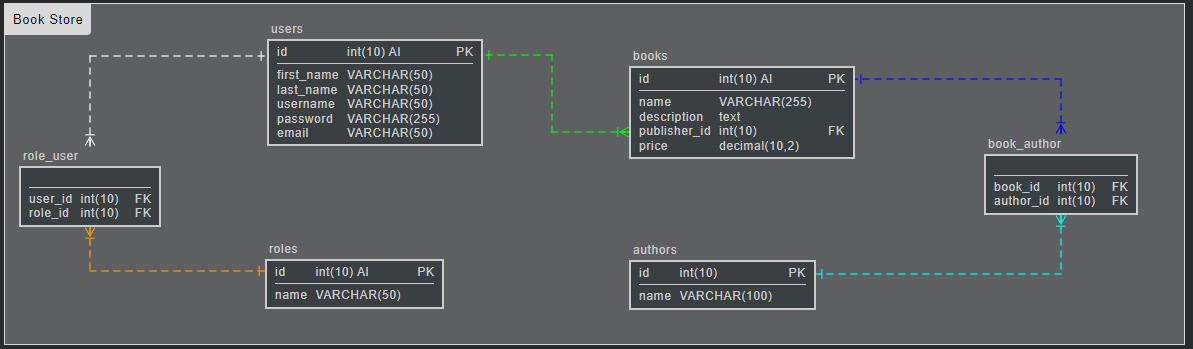 Book Store
users
id int(10) AI PK
first_name VARCHAR(50)
last_name VARCHAR(50)
username VARCHAR(50)
password VARCHAR(255)
email VARCHAR(50)
books
id int(10) AI PK
name VARCHAR(255)
description text
publisher_id int(10) FK
price decimal(10,2)
role_user
user_id int(10) FK
role_id int(10) FK
book_author
book_id int(10) FK
author_id int(10) FK
roles
id int(10) AI PK
name VARCHAR(50)
authors
id int(10) PK
name VARCHAR(100)